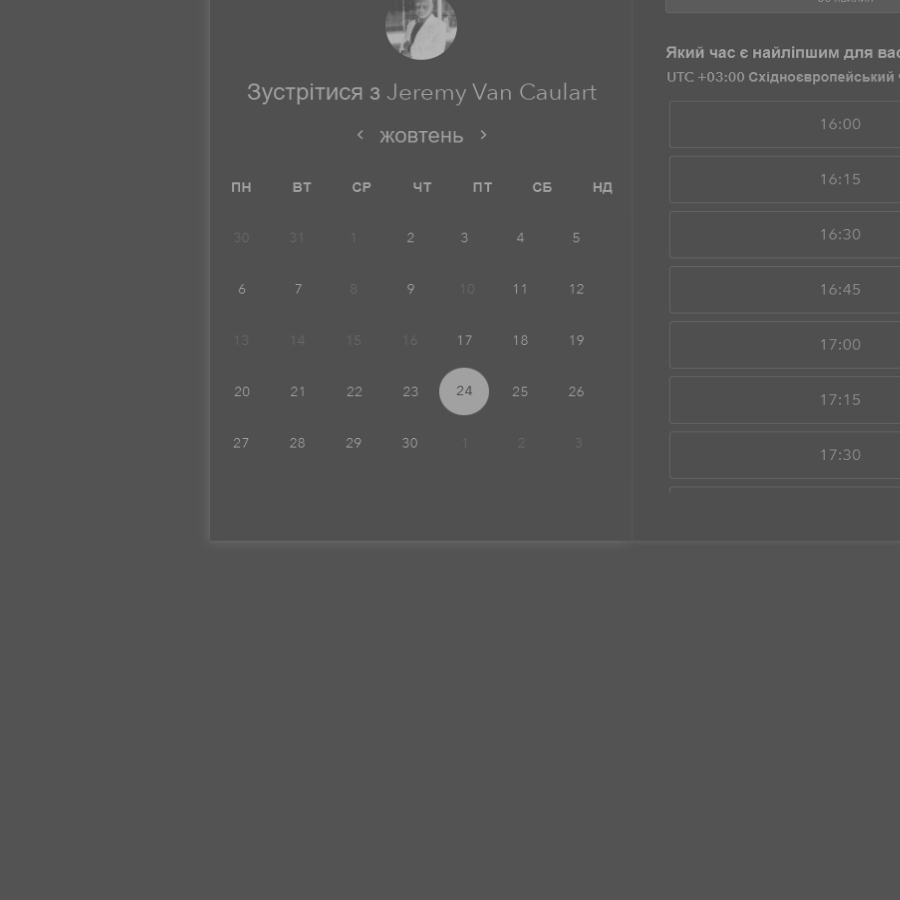 Зустрітися з Jeremy Van Caulart
жовтень
ПН ВТ СР ЧТ ПТ СБ НД
30 31 1 2 3 4 5
6 7 8 9 10 11 12
13 14 15 16 17 18 19
20 21 22 23 24 25 26
27 28 29 30 1 2 3
Який час є найліпшим для вас
UTC +03:00 Східноєвропейський
16:00
16:15
16:30
16:45
17:00
17:15
17:30